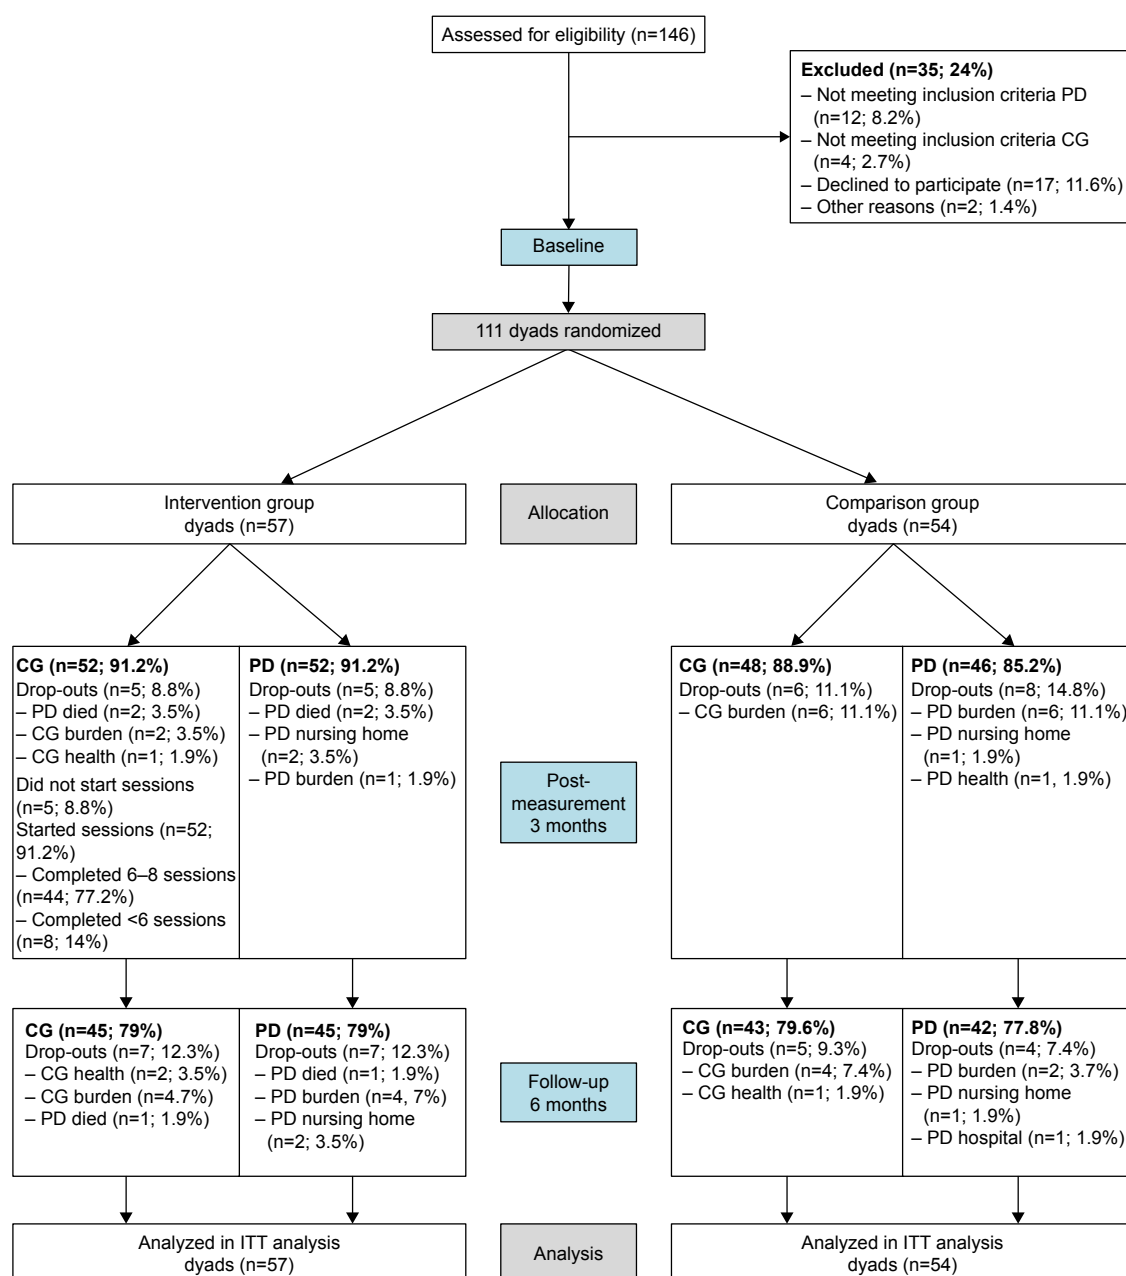 Assessed for eligibility (n=146)
Excluded (n=35; 24%)
– Not meeting inclusion criteria PD
(n=12; 8.2%)
– Not meeting inclusion criteria CG
(n=4; 2.7%)
– Declined to participate (n=17; 11.6%)
– Other reasons (n=2; 1.4%)
Baseline
111 dyads randomized
Intervention group
dyads (n=57)
Allocation
Comparison group
dyads (n=54)
CG (n=52; 91.2%)
Drop-outs (n=5; 8.8%)
– PD died (n=2; 3.5%)
– CG burden (n=2; 3.5%)
– CG health (n=1; 1.9%)
Did not start sessions
(n=5; 8.8%)
Started sessions (n=52;
91.2%)
– Completed 6–8 sessions
(n=44; 77.2%)
– Completed <6 sessions
(n=8; 14%)
PD (n=52; 91.2%)
Drop-outs (n=5; 8.8%)
– PD died (n=2; 3.5%)
– PD nursing home
(n=2; 3.5%)
– PD burden (n=1; 1.9%)
Post-
measurement
3 months
CG (n=48; 88.9%)
Drop-outs (n=6; 11.1%)
– CG burden (n=6; 11.1%)
PD (n=46; 85.2%)
Drop-outs (n=8; 14.8%)
– PD burden (n=6; 11.1%)
– PD nursing home
(n=1; 1.9%)
– PD health (n=1, 1.9%)
CG (n=45; 79%)
Drop-outs (n=7; 12.3%)
– CG health (n=2; 3.5%)
– CG burden (n=4.7%)
– PD died (n=1; 1.9%)
PD (n=45; 79%)
Drop-outs (n=7; 12.3%)
– PD died (n=1; 1.9%)
– PD burden (n=4, 7%)
– PD nursing home
(n=2; 3.5%)
Follow-up
6 months
CG (n=43; 79.6%)
Drop-outs (n=5; 9.3%)
– CG burden (n=4; 7.4%)
– CG health (n=1; 1.9%)
PD (n=42; 77.8%)
Drop-outs (n=4; 7.4%)
– PD burden (n=2; 3.7%)
– PD nursing home
(n=1; 1.9%)
– PD hospital (n=1; 1.9%)
Analyzed in ITT analysis
dyads (n=57)
Analysis
Analyzed in ITT analysis
dyads (n=54)